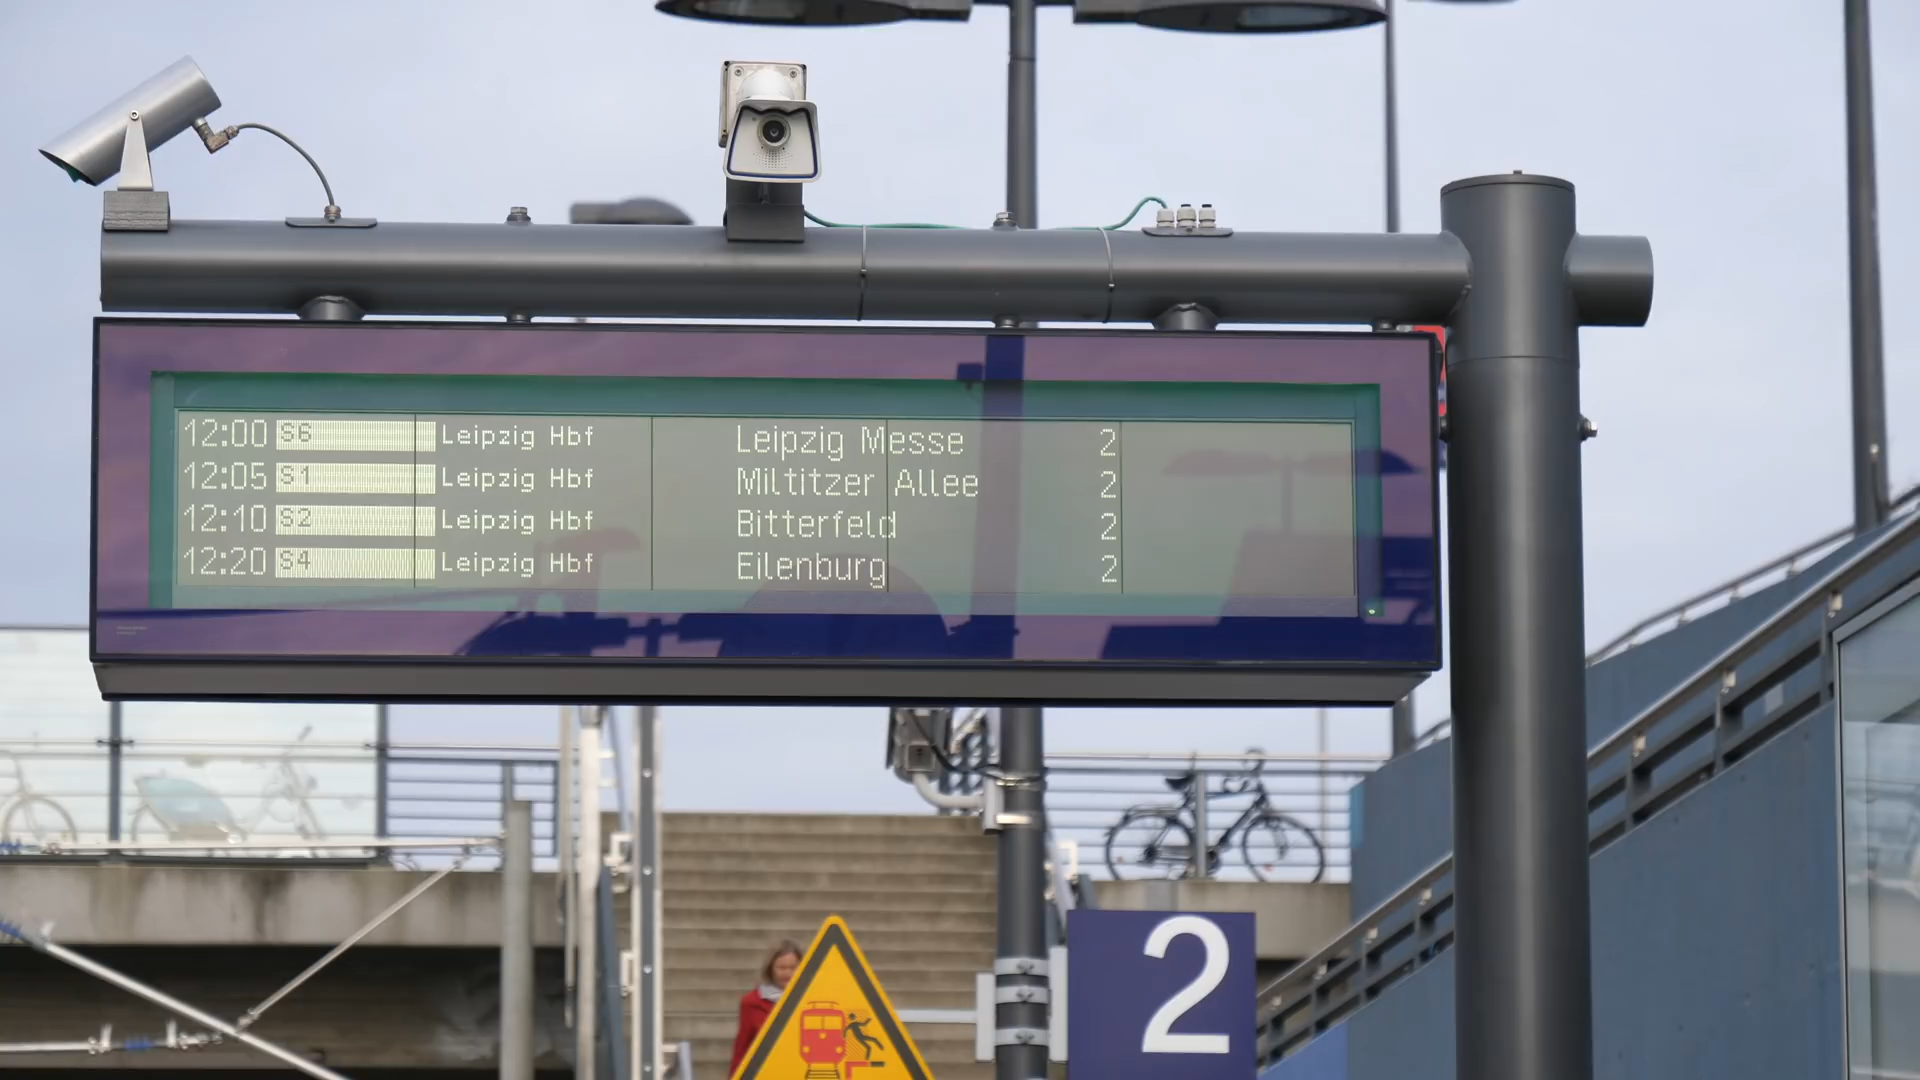 12:00 S6 Leipzig Hbf Leipzig Messe 2
12:05 S1 Leipzig Hbf Miltitzer Allee 2
12:10 S2 Leipzig Hbf Bitterfeld 2
12:20 S4 Leipzig Hbf Eilenburg 2
2